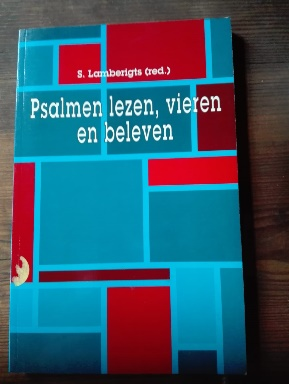 S. Lamberigts (red.)
Psalmen lezen, vieren
en beleven